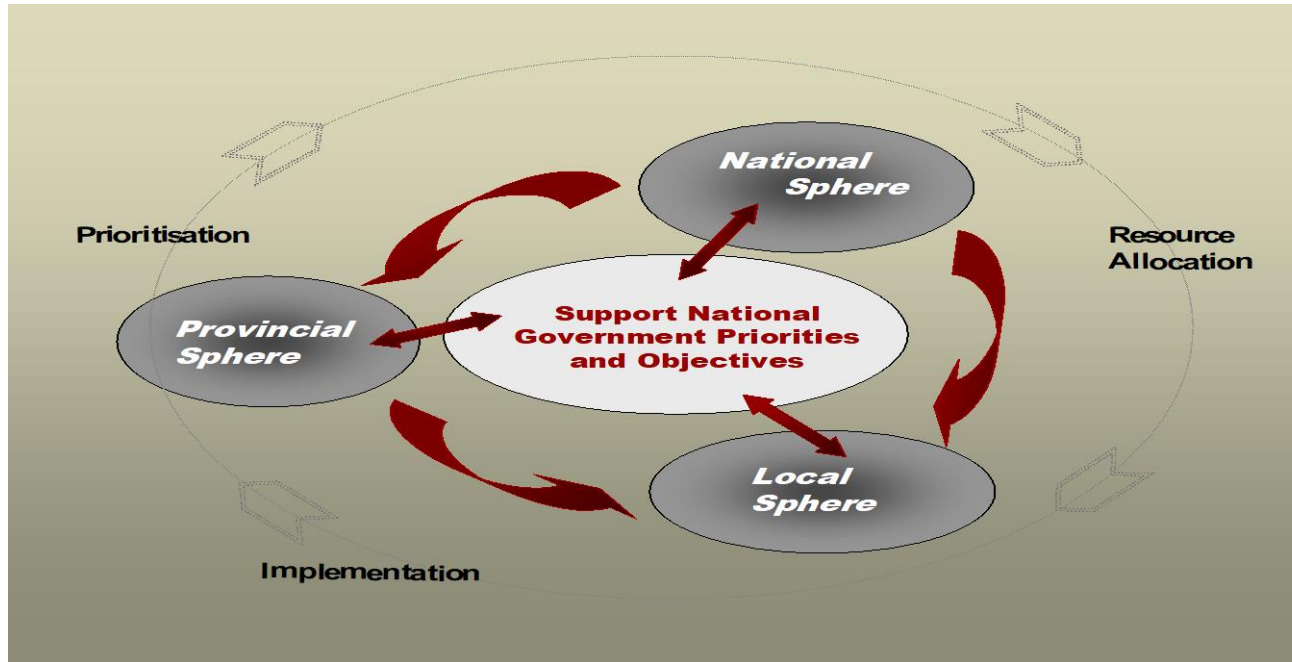 National
Sphere
Prioritisation
Resource
Allocation
Support National
Government Priorities
and Objectives
Provincial
Sphere
Local
Sphere
Implementation